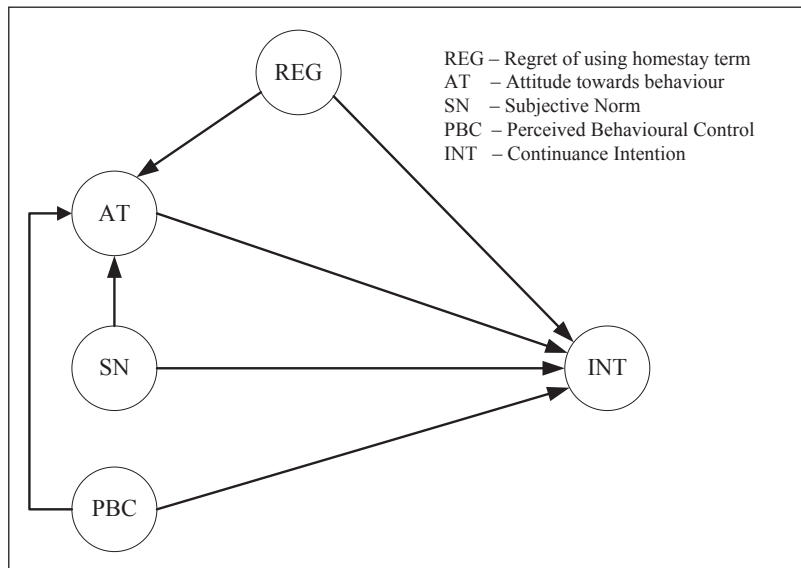 REG
REG – Regret of using homestay term
AT – Attitude towards behaviour
SN – Subjective Norm
PBC – Perceived Behavioural Control
INT – Continuance Intention
AT
SN
INT
PBC